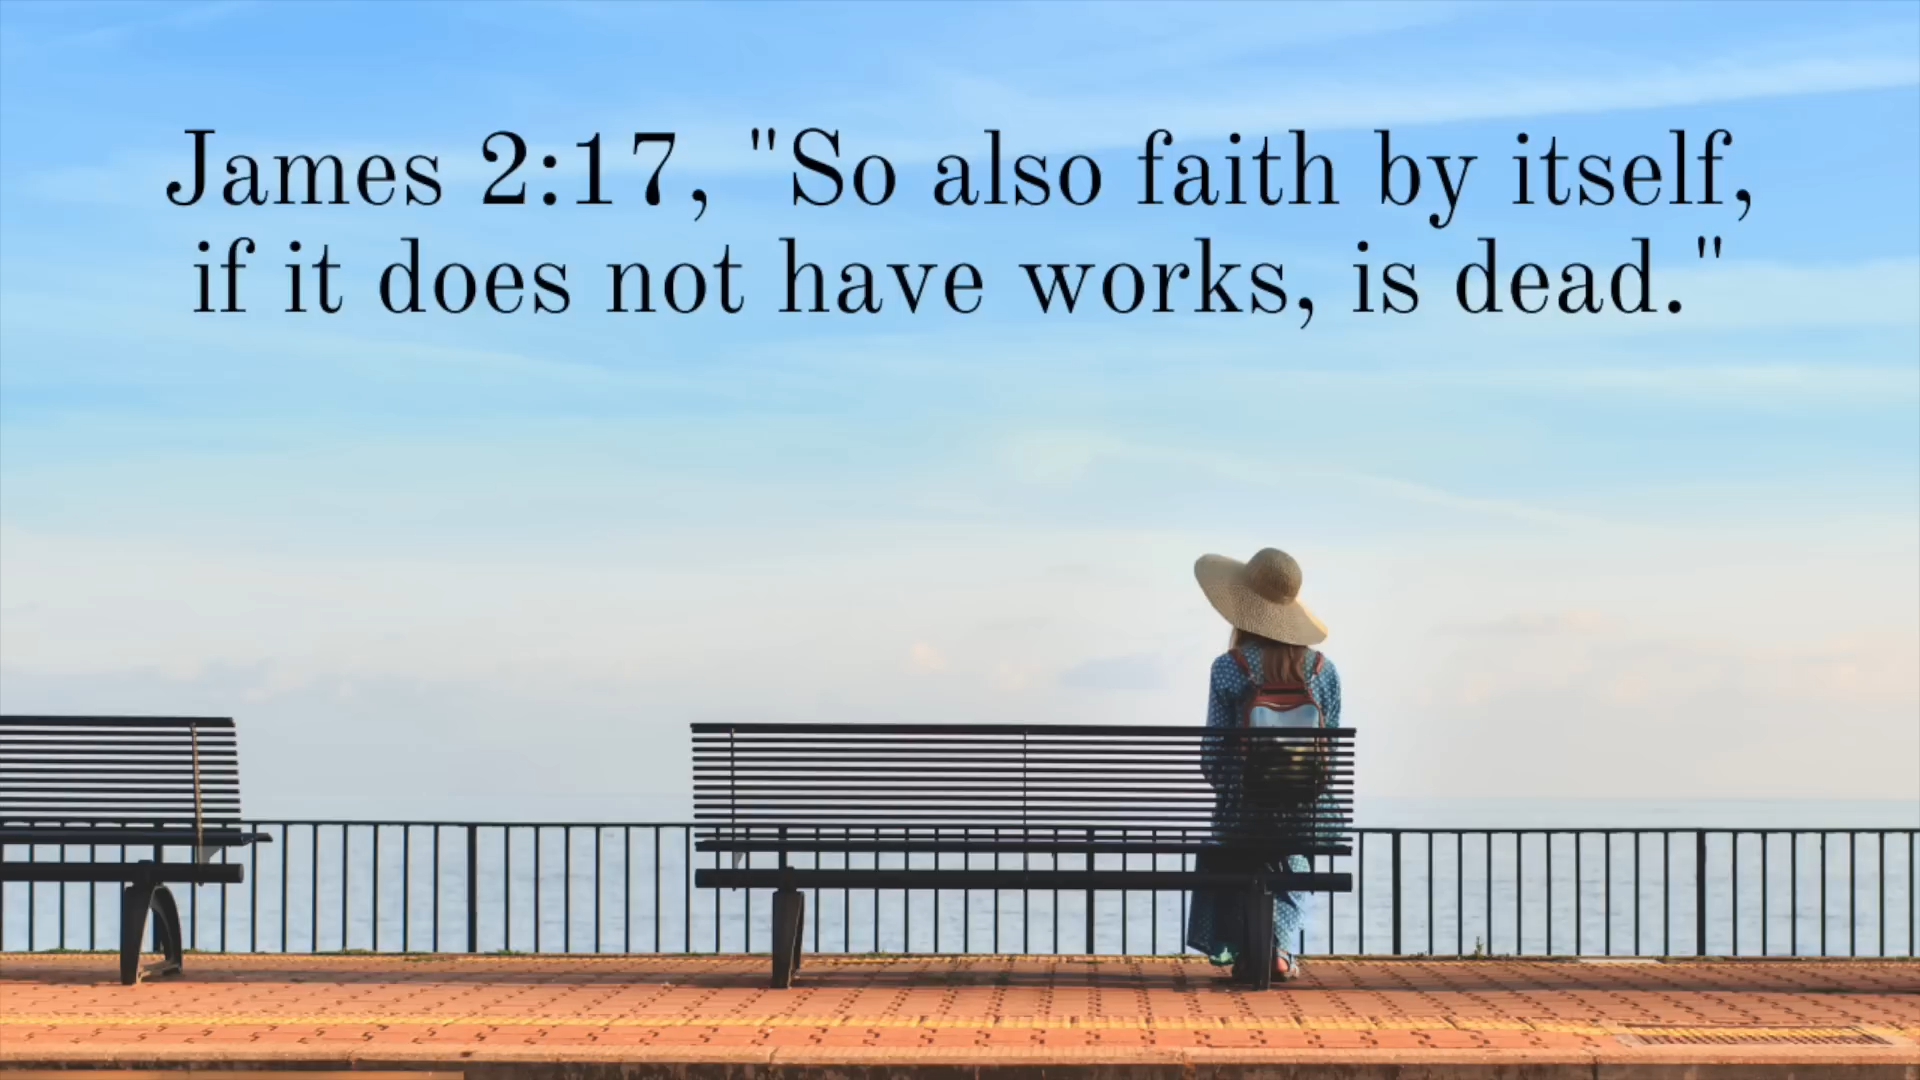 James 2:17, "So also faith by itself,
if it does not have works, is dead."